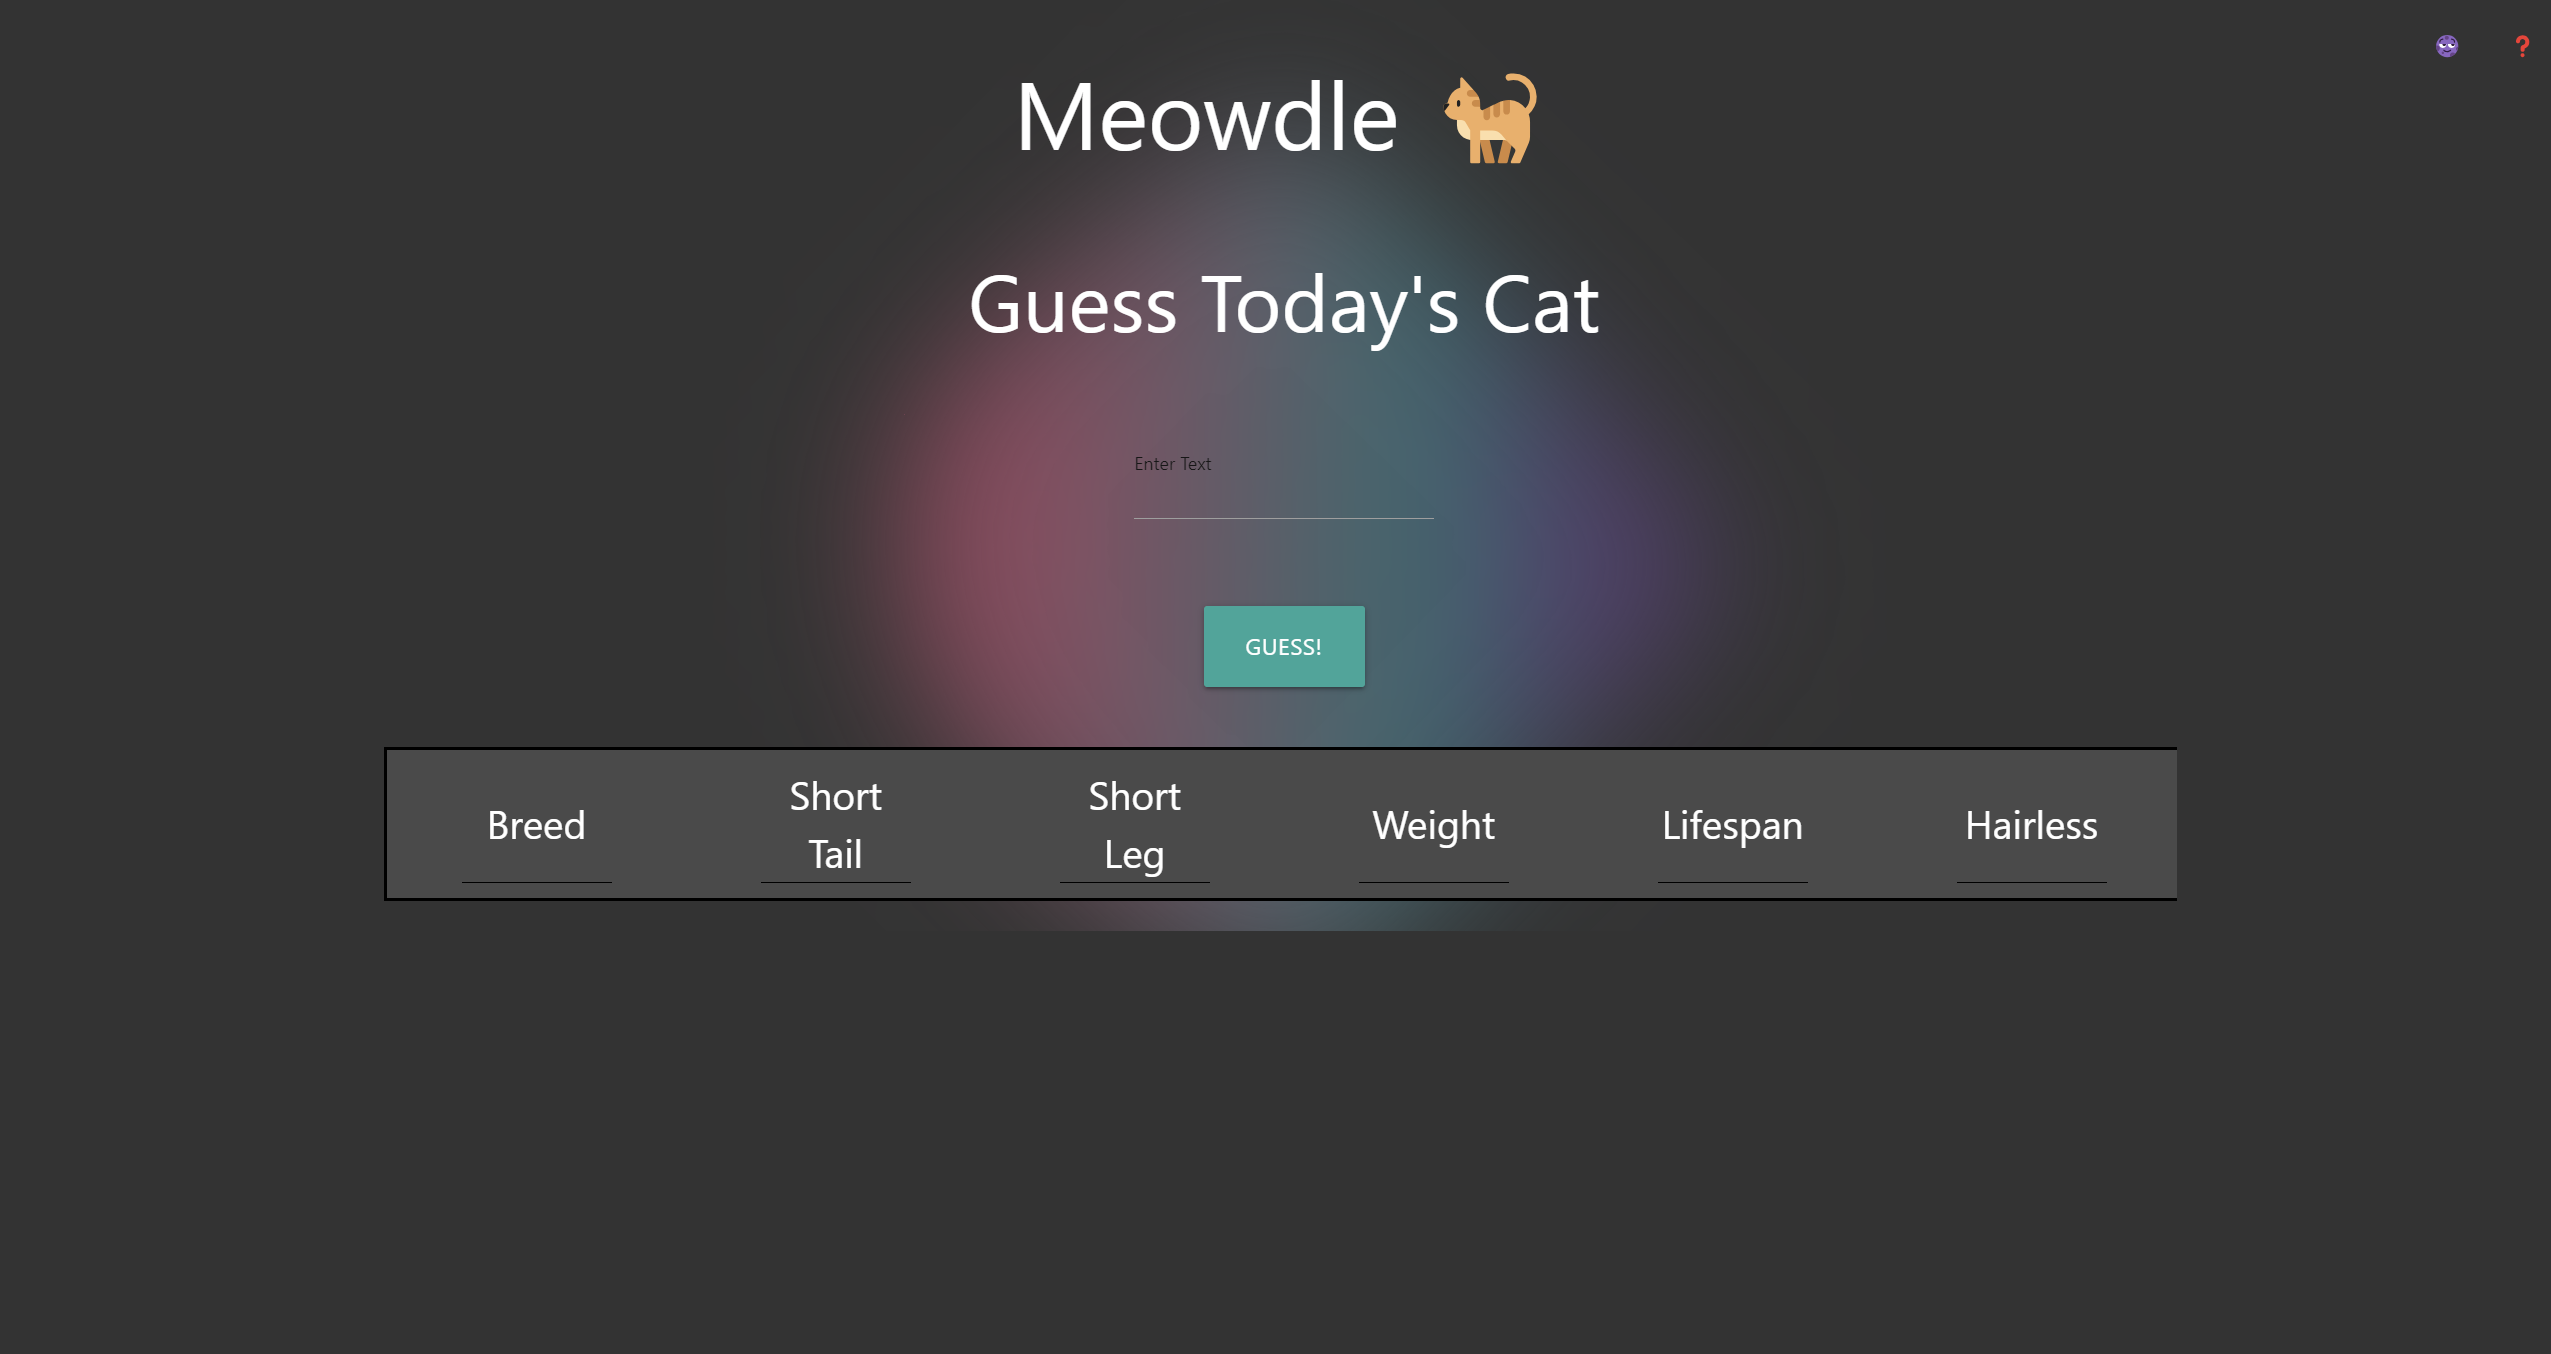 Meowdle
Guess Today's Cat
Enter Text
GUESS!
Breed
Short
Tail
Short
Leg
Weight
Lifespan
Hairless